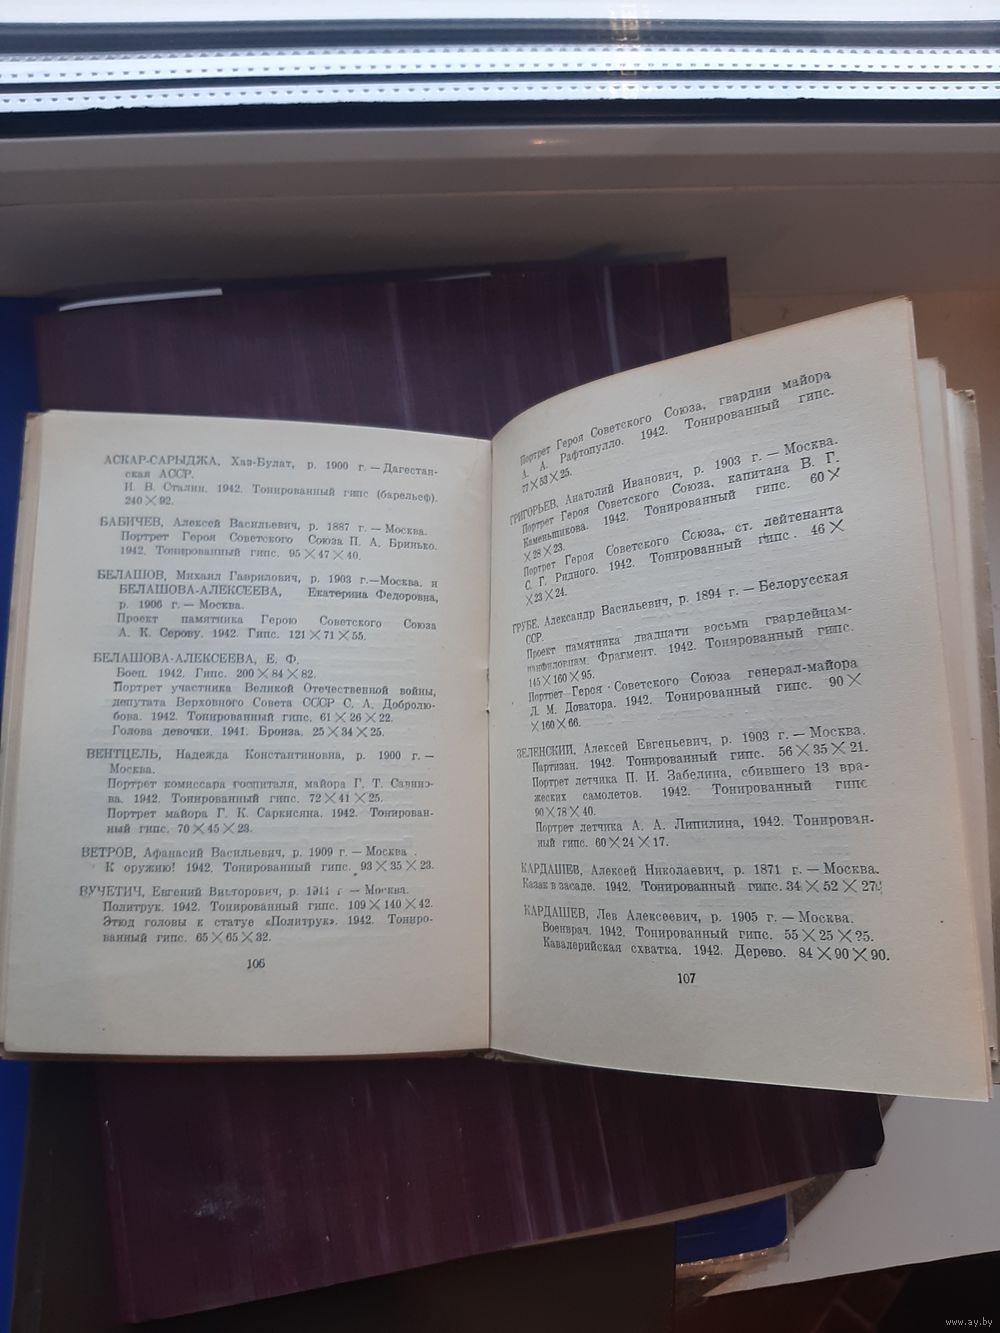 АСКАР-САРЫДЖА, Хаз-Булат, р. 1900 г. — Дагестан-
ская АССР.
И. В. Сталин. 1942. Тонированный гипс (барельеф).
240 × 92.
БАБИЧЕВ, Алексей Васильевич, р. 1887 г. — Москва.
Портрет Героя Советского Союза П. А. Бринько.
1942. Тонированный гипс. 95 × 47 × 40.
БЕЛАШОВ, Михаил Гаврилович, р. 1903 г.—Москва. и
БЕЛАШОВА-АЛЕКСЕЕВА, Екатерина Федоровна,
р. 1906 г. — Москва.
Проект памятника Герою Советского Союза
А. К. Серову. 1942. Гипс. 121 × 71 × 55.
БЕЛАШОВА-АЛЕКСЕЕВА, Е. Ф.
Боец. 1942. Гипс. 200 × 84 × 82.
Портрет участника Великой Отечественной войны,
депутата Верховного Совета СССР С. А. Добролю-
бова. 1942. Тонированный гипс. 61 × 26 × 22.
Голова девочки. 1941. Бронза. 25 × 34 × 25.
ВЕНТЦЕЛЬ, Надежда Константиновна, р. 1900 г. —
Москва.
Портрет комиссара госпиталя, майора Г. Т. Савино-
ва. 1942. Тонированный гипс. 72 × 41 × 25.
Портрет майора Г. К. Саркисяна. 1942. Тонирован-
ный гипс. 70 × 45 × 23.
ВЕТРОВ, Афанасий Васильевич, р. 1909 г. — Москва.
К оружию! 1942. Тонированный гипс. 93 × 35 × 23.
ВУЧЕТИЧ, Евгений Викторович, р. 1911 г — Москва.
Политрук. 1942. Тонированный гипс. 109 × 140 × 42.
Этюд головы к статуе «Политрук». 1942. Тониро-
ванный гипс. 65 × 65 × 32.
106
Портрет Героя Советского Союза, гвардии майора
А. А. Рафтопулло. 1942. Тонированный гипс.
77 × 53 × 25.
ГРИГОРЬЕВ, Анатолий Иванович, р. 1903 г. — Москва.
Портрет Героя Советского Союза, капитана В. Г.
Каменьщикова. 1942. Тонированный гипс. 60 ×
× 28 × 23.
Портрет Героя Советского Союза, ст. лейтенанта
С. Г. Ридного. 1942. Тонированный гипс. 46 ×
× 23 × 24.
ГРУБЕ, Александр Васильевич, р. 1894 г. — Белорусская
ССР.
Проект памятника двадцати восьми гвардейцам-
панфиловцам. Фрагмент. 1942. Тонированный гипс.
145 × 160 × 95.
Портрет Героя Советского Союза генерал-майора
Л. М. Доватора. 1942. Тонированный гипс. 90 ×
× 160 × 66.
ЗЕЛЕНСКИЙ, Алексей Евгеньевич, р. 1903 г. — Москва.
Партизан. 1942. Тонированный гипс. 56 × 35 × 21.
Портрет летчика П. И. Забелина, сбившего 13 вра-
жеских самолетов. 1942. Тонированный гипс
90 × 78 × 40.
Портрет летчика А. А. Липилина, 1942. Тонирован-
ный гипс. 60 × 24 × 17.
КАРДАШЕВ, Алексей Николаевич, р. 1871 г. — Москва.
Казак в засаде. 1942. Тонированный гипс. 34 × 52 × 27.
КАРДАШЕВ, Лев Алексеевич, р. 1905 г. — Москва.
Военврач. 1942. Тонированный гипс. 55 × 25 × 25.
Кавалерийская схватка. 1942. Дерево. 84 × 90 × 90.
107
www.ay.by